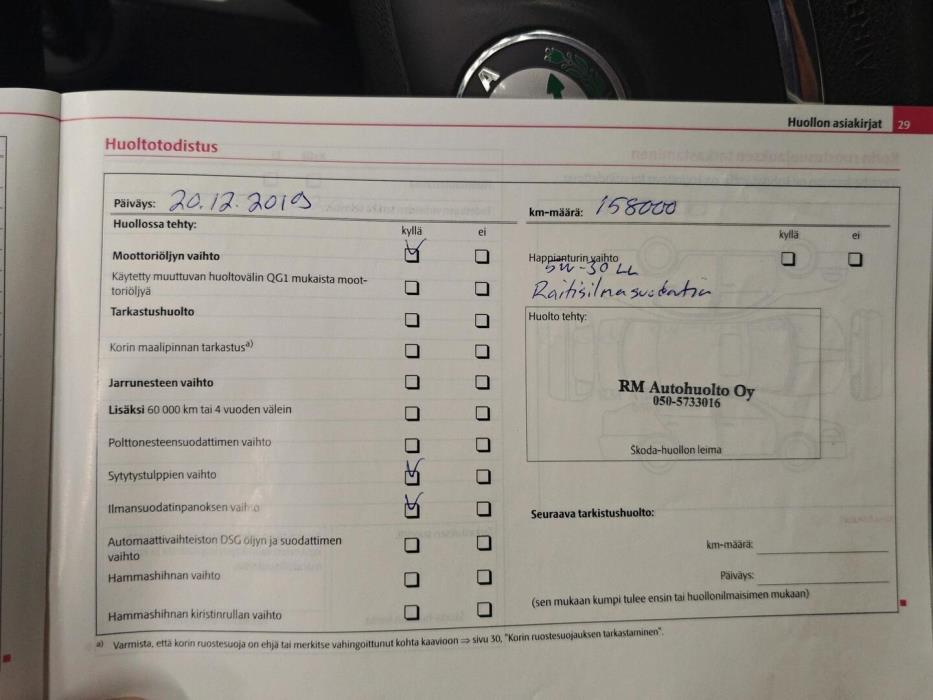 Huollon asiakirjat 29
Huoltotodistus
Päiväys: 20.12.2019
km-määrä: 158000
Huollossa tehty:
kyllä ei
Moottoriöljyn vaihto
Käytetty muuttuvan huoltovälin QG1 mukaista moot-
toriöljyä
Tarkastushuolto
Korin maalipinnan tarkastus a)
Jarrunesteen vaihto
Lisäksi 60 000 km tai 4 vuoden välein
Polttonesteensuodattimen vaihto
Sytytystulppien vaihto
Ilmansuodatinpanoksen vaihto
Automaattivaihteiston DSG öljyn ja suodattimen
vaihto
Hammashihnan vaihto
Hammashihnan kiristinrullan vaihto
kyllä ei
Happianturin vaihto
5W-30 LL
Raitisilmasuodatin
Huolto tehty:
RM Autohuolto Oy
050-5733016
Škoda-huollon leima
Seuraava tarkistushuolto:
km-määrä:
Päiväys:
(sen mukaan kumpi tulee ensin tai huollonilmaisimen mukaan)
a) Varmista, että korin ruostesuoja on ehjä tai merkitse vahingoittunut kohta kaavioon ⇒ sivu 30, "Korin ruostesuojauksen tarkastaminen".